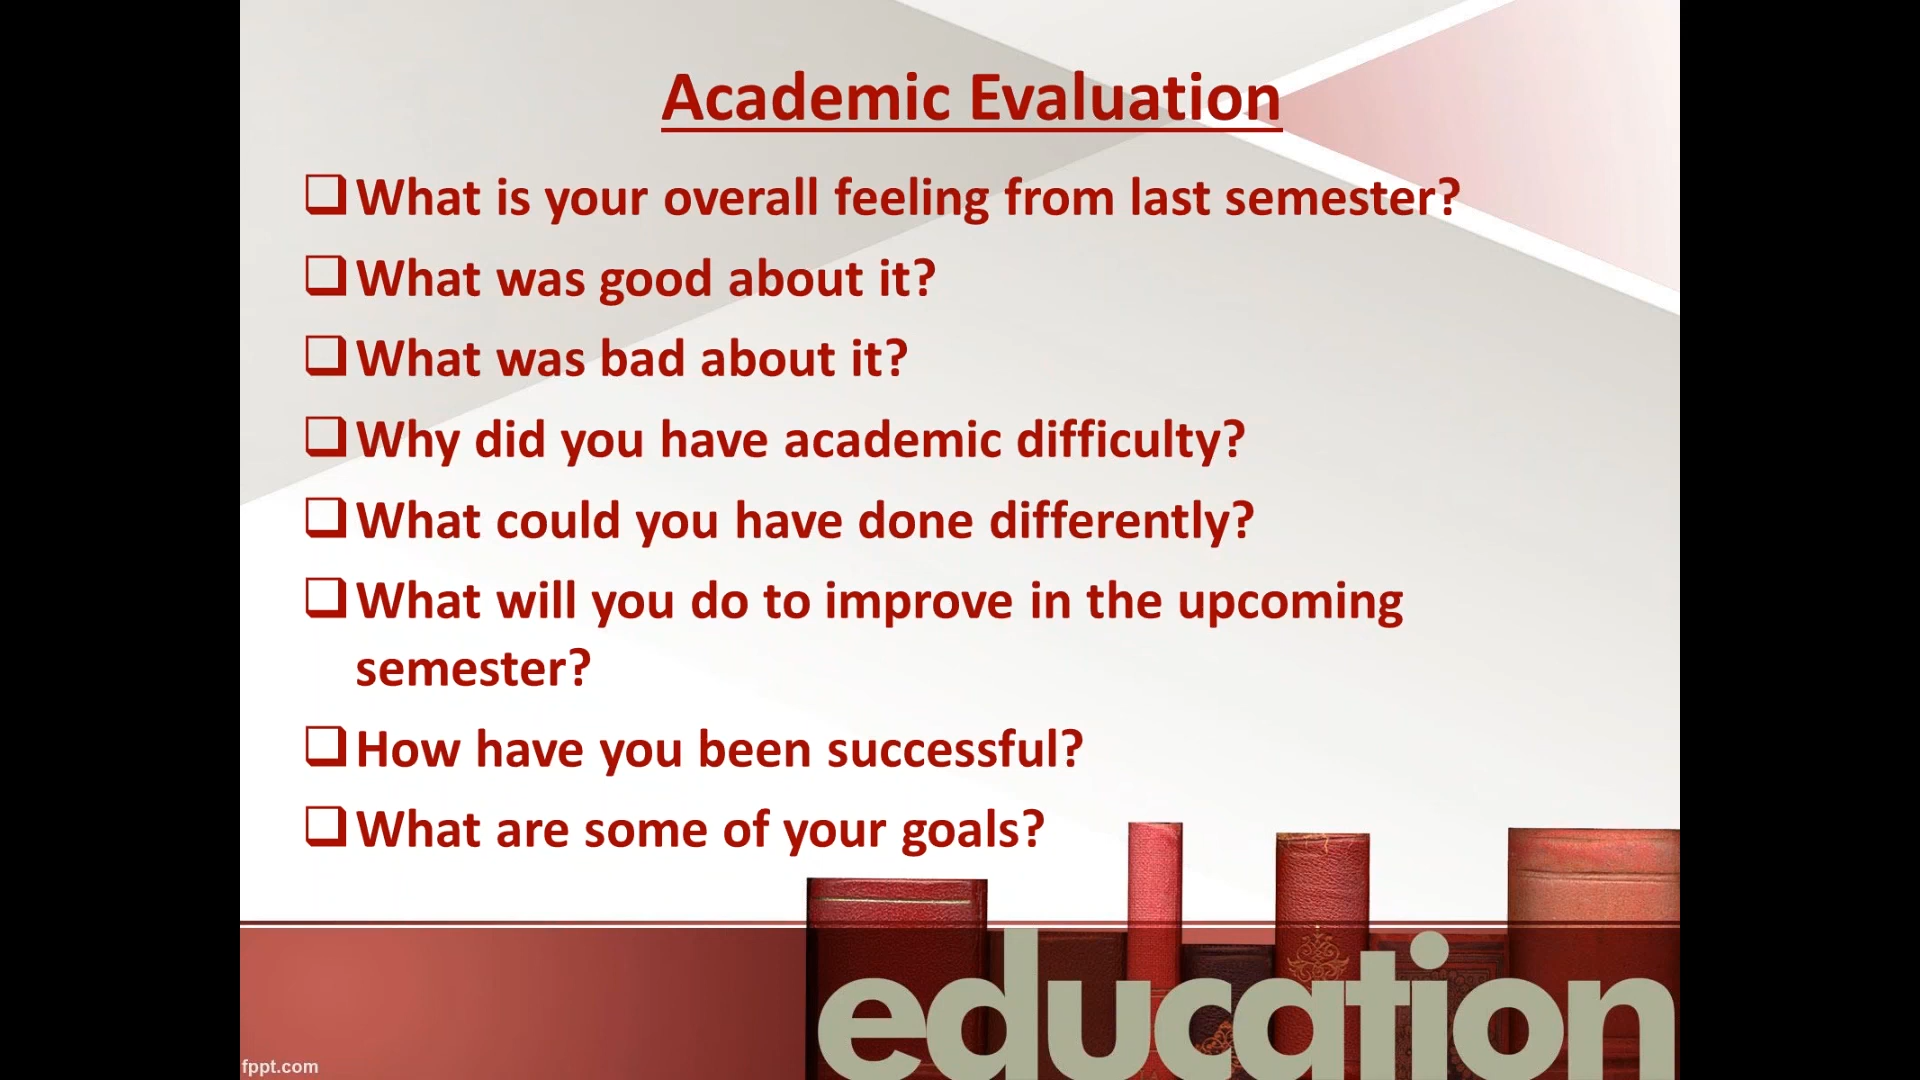 Academic Evaluation
❑What is your overall feeling from last semester?
❑What was good about it?
❑What was bad about it?
❑Why did you have academic difficulty?
❑What could you have done differently?
❑What will you do to improve in the upcoming
semester?
❑How have you been successful?
❑What are some of your goals?
education
fppt.com